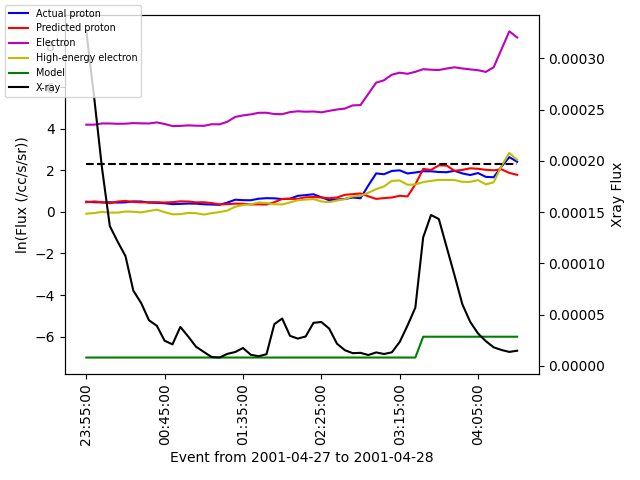 Actual proton
Predicted proton
Electron
High-energy electron
Model
X-ray
8
6
4
2
0
−2
−4
−6
ln(Flux (/cc/s/sr))
0.00030
0.00025
0.00020
0.00015
0.00010
0.00005
0.00000
Xray Flux
23:55:00
00:45:00
01:35:00
02:25:00
03:15:00
04:05:00
Event from 2001-04-27 to 2001-04-28